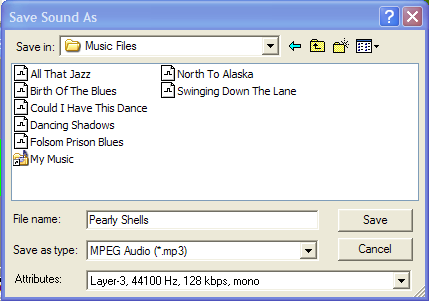 Save Sound As
Save in: Music Files
All That Jazz
Birth Of The Blues
Could I Have This Dance
Dancing Shadows
Folsom Prison Blues
My Music
North To Alaska
Swinging Down The Lane
File name: Pearly Shells Save
Save as type: MPEG Audio (*.mp3) Cancel
Attributes: Layer-3, 44100 Hz, 128 kbps, mono